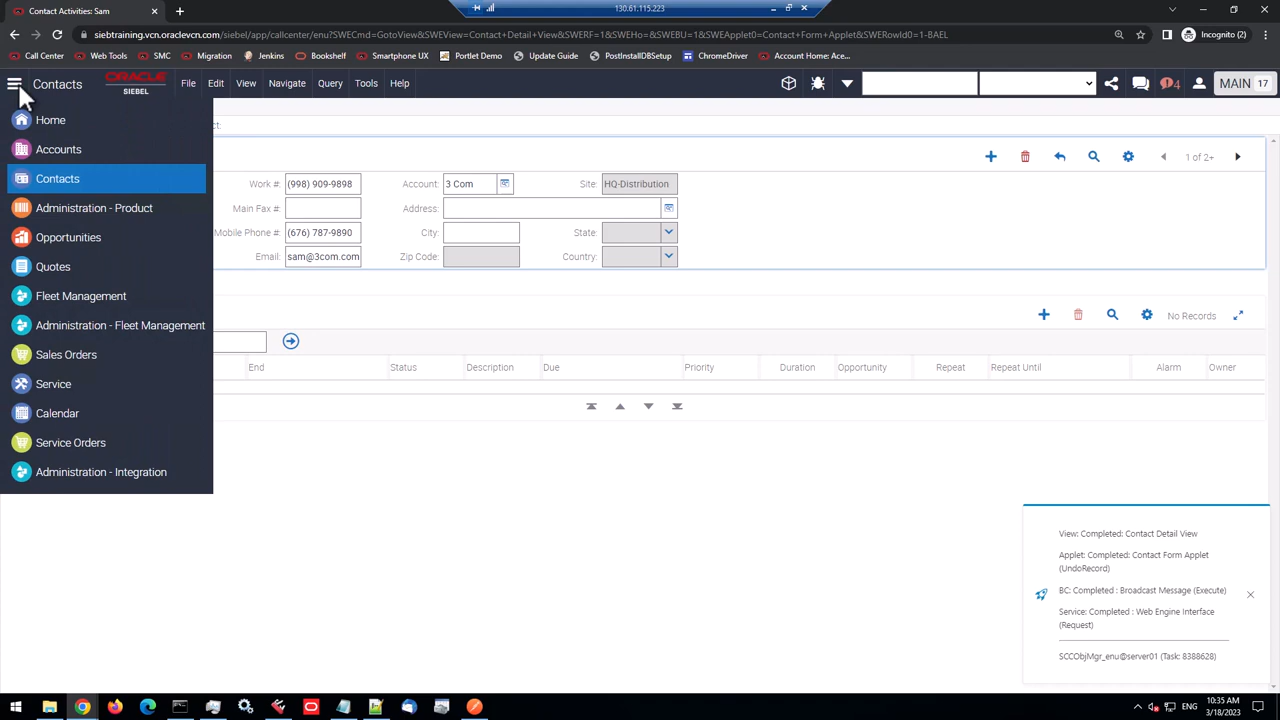 Contact Activities: Sam
130.61.115.223
siebtraining.vcn.oraclevcn.com/siebel/app/callcenter/enu?SWECmd=GotoView&SWEView=Contact+Detail+View&SWERF=1&SWEHo=&SWEBU=1&SWEApplet0=Contact+Form+Applet&SWERowId0=1-BAEL
Incognito (2)
Call Center
SWTools
SMC
Migration
Jenkins
Bookshelf
Smartphone UX
Portlet Demo
Update Guide
PostInstallDBSetup
ChromeDriver
Account Home Acc...
Contacts
ORACLE
SIEBEL
File
Edit
View
Navigate
Query
Tools
Help
4
MAIN 17
Home
Accounts
Contacts
Administration - Product
Opportunities
Quotes
Fleet Management
Administration - Fleet Management
Sales Orders
Service
Calendar
Service Orders
Administration - Integration
ct:
1 of 2+
Work #: (998) 909-9898
Account: 3 Com
Site: HQ-Distribution
Main Fax #:
Address:
Mobile Phone #: (676) 787-9890
City:
State:
Email: sam@3com.com
Zip Code:
Country:
No Records
End
Status
Description
Due
Priority
Duration
Opportunity
Repeat
Repeat Until
Alarm
Owner
View: Completed: Contact Detail View
Applet: Completed: Contact Form Applet
(UndoRecord)
BC: Completed : Broadcast Message (Execute)
Service: Completed : Web Engine Interface
(Request)
SCCObjMgr_enu@server01 (Task: 8388628)
10:35 AM
3/18/2023